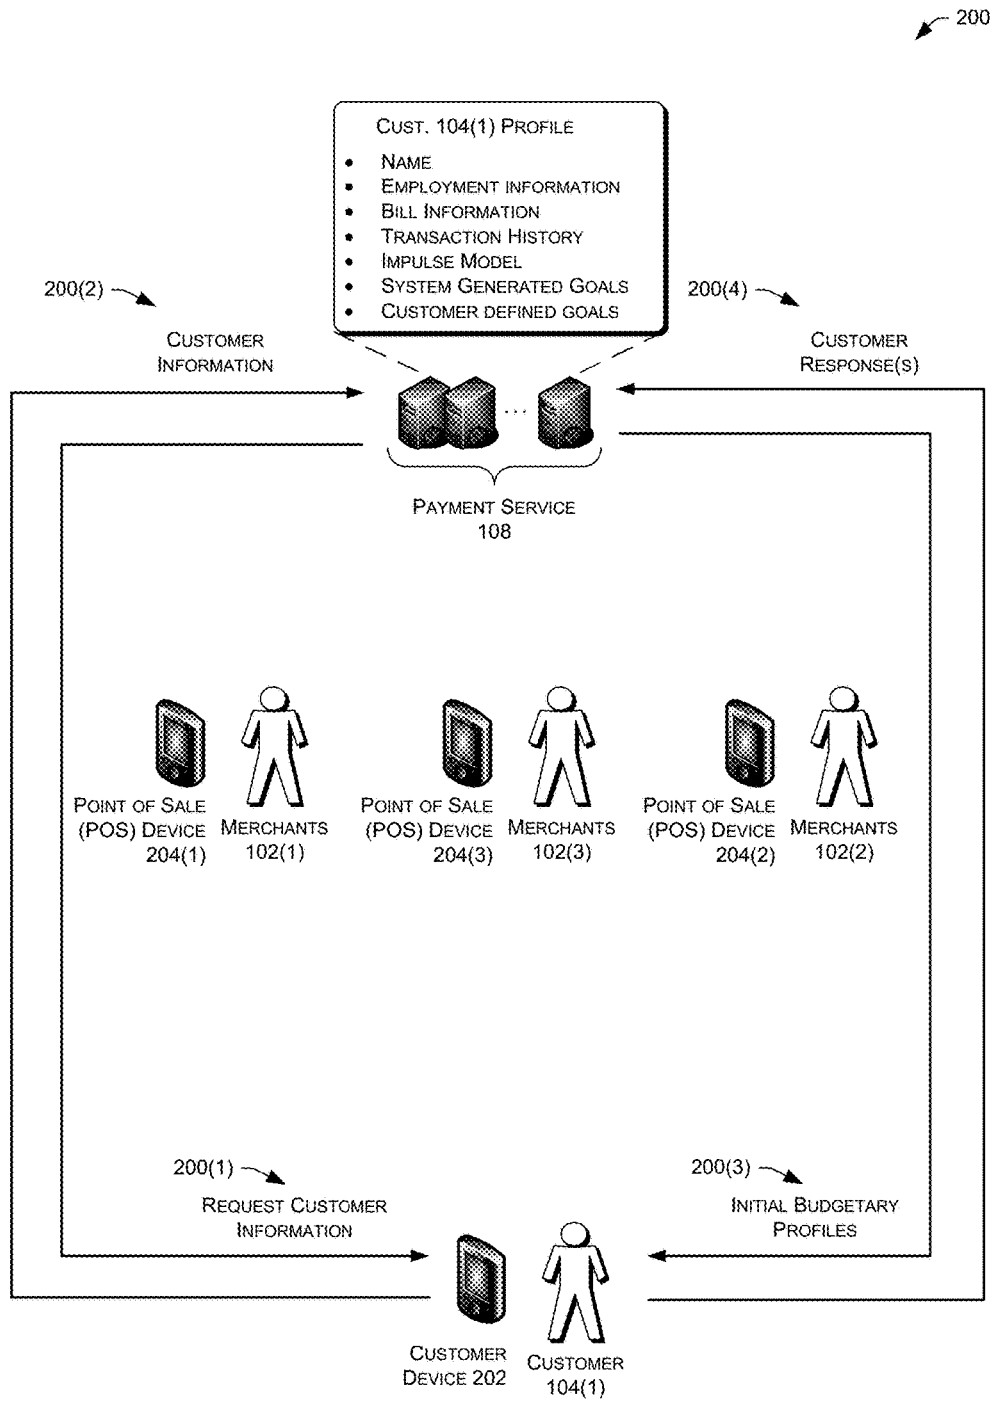 200
CUST. 104(1) PROFILE
• NAME
• EMPLOYMENT INFORMATION
• BILL INFORMATION
• TRANSACTION HISTORY
• IMPULSE MODEL
• SYSTEM GENERATED GOALS
• CUSTOMER DEFINED GOALS
200(2)
CUSTOMER
INFORMATION
200(4)
CUSTOMER
RESPONSE(S)
...
PAYMENT SERVICE
108
POINT OF SALE
(POS) DEVICE
204(1)
MERCHANTS
102(1)
POINT OF SALE
(POS) DEVICE
204(3)
MERCHANTS
102(3)
POINT OF SALE
(POS) DEVICE
204(2)
MERCHANTS
102(2)
200(1)
REQUEST CUSTOMER
INFORMATION
200(3)
INITIAL BUDGETARY
PROFILES
CUSTOMER
DEVICE 202
CUSTOMER
104(1)